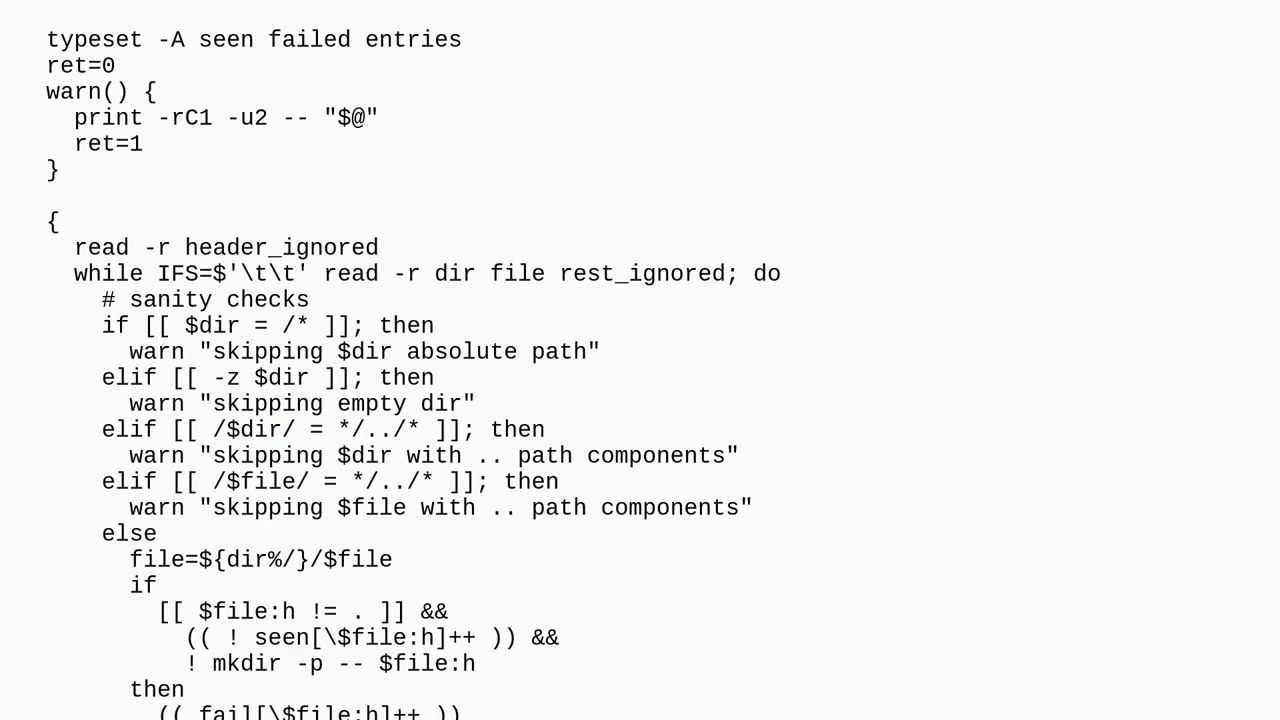 typeset -A seen failed entries
ret=0
warn() {
  print -rC1 -u2 -- "$@"
  ret=1
}

{
  read -r header_ignored
  while IFS=$'\t\t' read -r dir file rest_ignored; do
    # sanity checks
    if [[ $dir = /* ]]; then
      warn "skipping $dir absolute path"
    elif [[ -z $dir ]]; then
      warn "skipping empty dir"
    elif [[ /$dir/ = */../* ]]; then
      warn "skipping $dir with .. path components"
    elif [[ /$file/ = */../* ]]; then
      warn "skipping $file with .. path components"
    else
      file=${dir%/}/$file
      if
        [[ $file:h != . ]] &&
          (( ! seen[\$file:h]++ )) &&
          ! mkdir -p -- $file:h
      then
        (( fail[\$file:h]++ ))